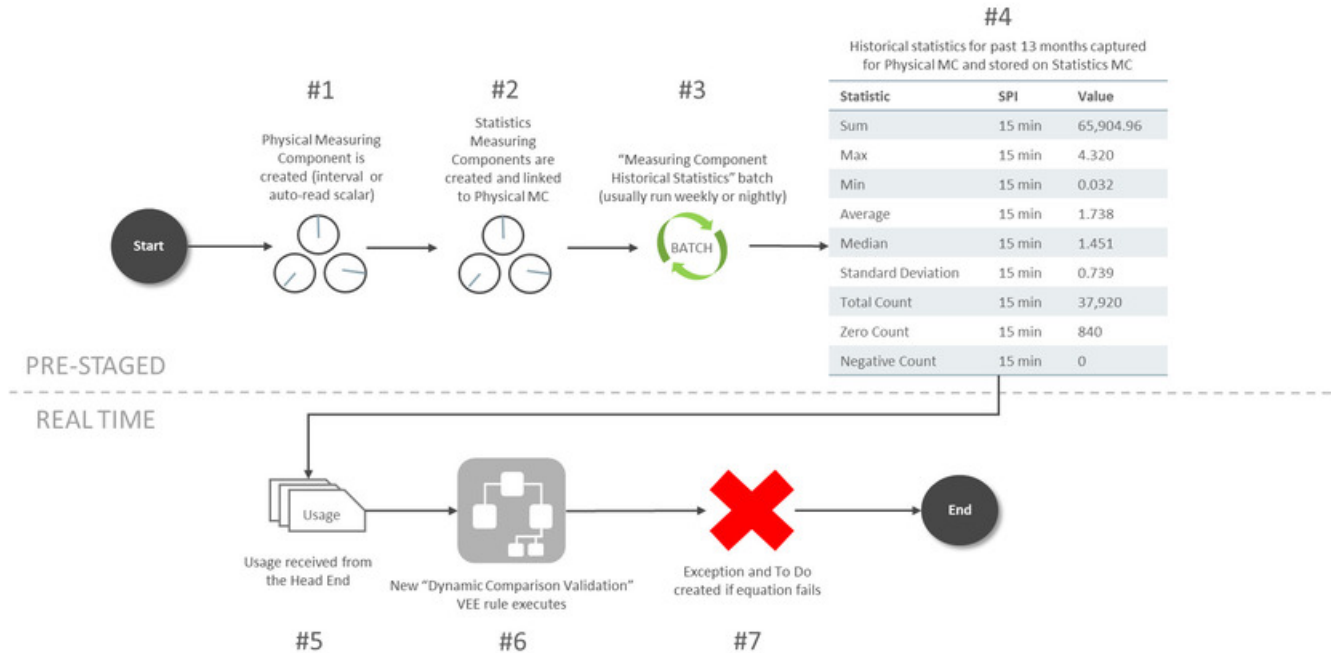 #4
Historical statistics for past 13 months captured
for Physical MC and stored on Statistics MC
Statistic SPI Value
Sum 15 min 65,904.96
Max 15 min 4.320
Min 15 min 0.032
Average 15 min 1.738
Median 15 min 1.451
Standard Deviation 15 min 0.739
Total Count 15 min 37,920
Zero Count 15 min 840
Negative Count 15 min 0
#1
Physical Measuring
Component is
created (interval or
auto-read scalar)
#2
Statistics
Measuring
Components are
created and linked
to Physical MC
#3
“Measuring Component
Historical Statistics” batch
(usually run weekly or nightly)
Start
BATCH
PRE-STAGED
REAL TIME
Usage
Usage received from
the Head End
#5
New “Dynamic Comparison Validation”
VEE rule executes
#6
Exception and To Do
created if equation fails
#7
End